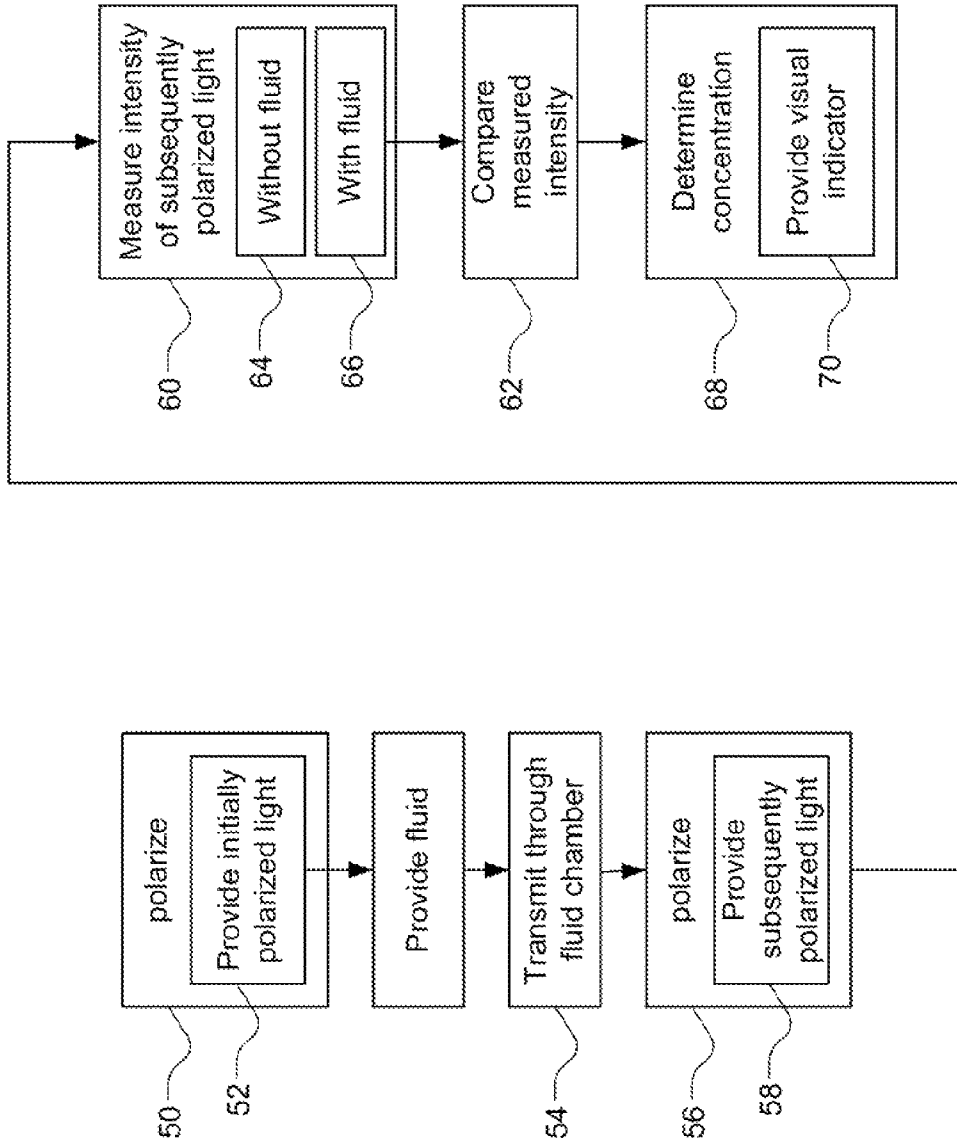 polarize
Provide initially
polarized light
50
52
Provide fluid
Transmit through
fluid chamber
54
polarize
Provide
subsequently
polarized light
56
58
Measure intensity
of subsequently
polarized light
Without fluid
With fluid
60
64
66
Compare
measured
intensity
62
Determine
concentration
Provide visual
indicator
68
70